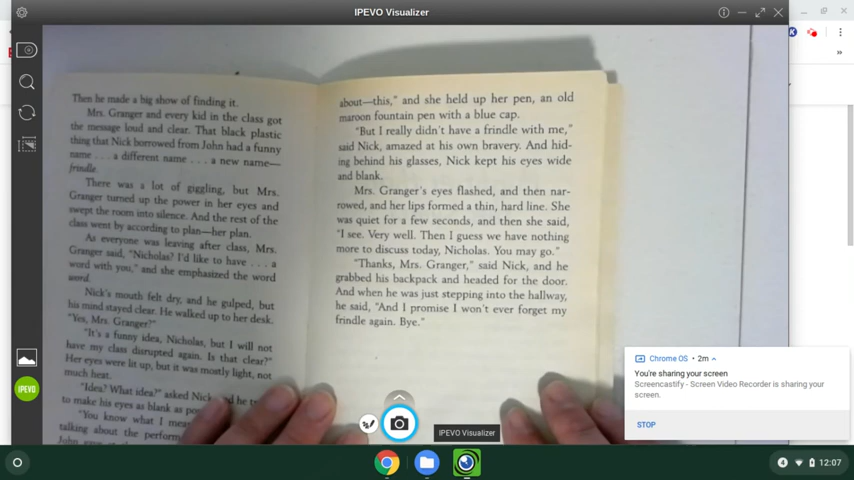 IPEVO Visualizer
Then he made a big show of finding it.
Mrs. Granger and every kid in the class got
the message loud and clear. That black plastic
thing that Nick borrowed from John had a funny
name . . . a different name . . . a new name—
frindle.
There was a lot of giggling, but Mrs.
Granger turned up the power in her eyes and
swept the room into silence. And the rest of the
class went by according to plan—her plan.
As everyone was leaving after class, Mrs.
Granger said, "Nicholas? I'd like to have . . . a
word with you," and she emphasized the word
word.
Nick's mouth felt dry, and he gulped, but
his mind stayed clear. He walked up to her desk.
"Yes, Mrs. Granger?"
"It's a funny idea, Nicholas, but I will not
have my class disrupted again. Is that clear?"
Her eyes were lit up, but it was mostly light, not
much heat.
"Idea? What idea?" asked Nick, and he
to make his eyes as blank as
"You know what I
talking about the
John
about—this," and she held up her pen, an old
maroon fountain pen with a blue cap.
"But I really didn't have a frindle with me,"
said Nick, amazed at his own bravery. And hid-
ing behind his glasses, Nick kept his eyes wide
and blank.
Mrs. Granger's eyes flashed, and then nar-
rowed, and her lips formed a thin, hard line. She
was quiet for a few seconds, and then she said,
"I see. Very well. Then I guess we have nothing
more to discuss today, Nicholas. You may go."
"Thanks, Mrs. Granger," said Nick, and he
grabbed his backpack and headed for the door.
And when he was just stepping into the hallway,
he said, "And I promise I won't ever forget my
frindle again. Bye."
IPEVO
IPEVO Visualizer
Chrome OS • 2m
You're sharing your screen
Screencastify - Screen Video Recorder is sharing your
screen.
STOP
4
12:07